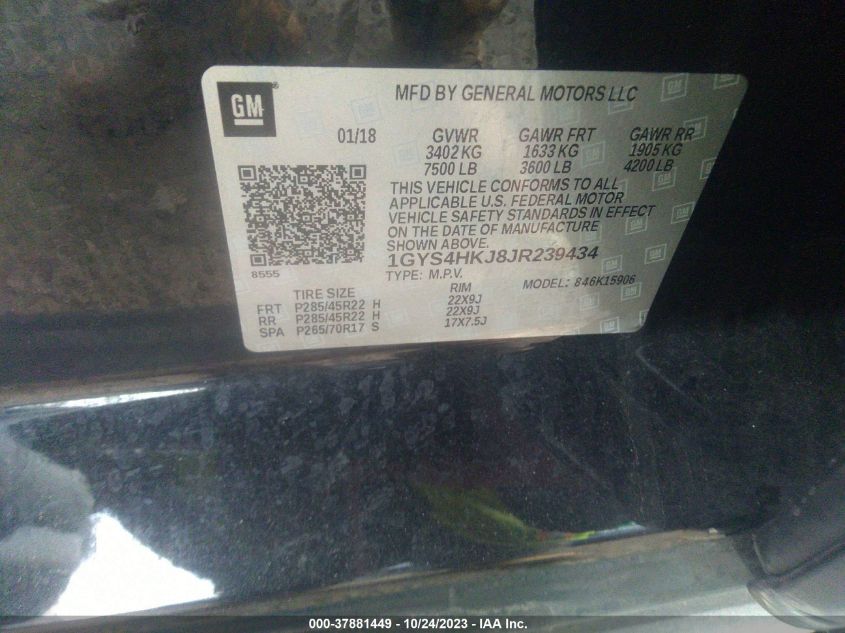 GM ®
MFD BY GENERAL MOTORS LLC
01/18 GVWR GAWR FRT GAWR RR
3402 KG 1633 KG 1905 KG
7500 LB 3600 LB 4200 LB
THIS VEHICLE CONFORMS TO ALL
APPLICABLE U.S. FEDERAL MOTOR
VEHICLE SAFETY STANDARDS IN EFFECT
ON THE DATE OF MANUFACTURE
SHOWN ABOVE.
1GYS4HKJ8JR239434
8555
TYPE: M.P.V. MODEL: 846K15906
TIRE SIZE RIM
FRT P285/45R22 H 22X9J
RR P285/45R22 H 22X9J
SPA P265/70R17 S 17X7.5J
000-37881449 - 10/24/2023 - IAA Inc.